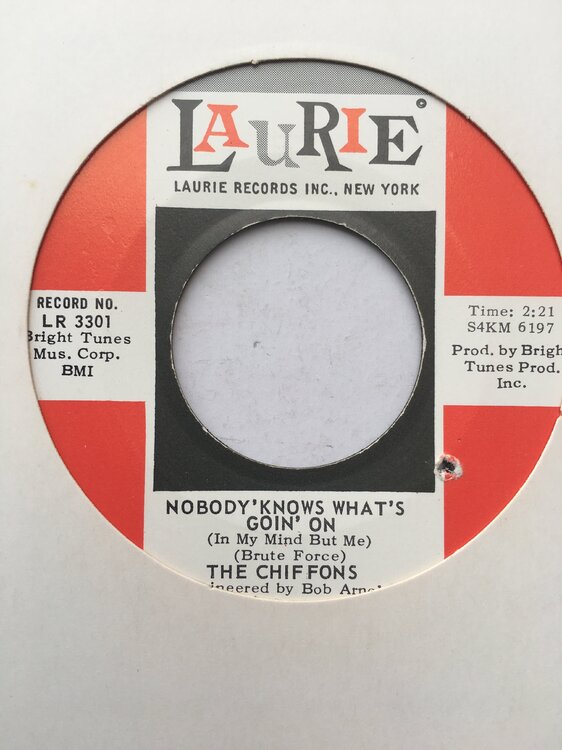 LAURIE
LAURIE RECORDS INC., NEW YORK
RECORD NO.
LR 3301
Bright Tunes
Mus. Corp.
BMI
Time: 2:21
S4KM 6197
Prod. by Brigh
Tunes Prod.
Inc.
NOBODY'KNOWS WHAT'S
GOIN' ON
(In My Mind But Me)
(Brute Force)
THE CHIFFONS
ineered by Bob